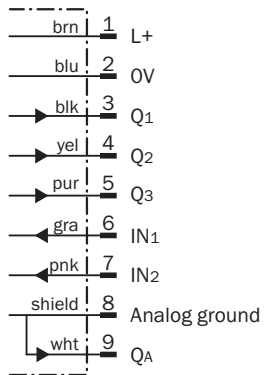 brn 1 L+
blu 2 0V
blk 3 Q1
yel 4 Q2
pur 5 Q3
gra 6 IN1
pnk 7 IN2
shield 8 Analog ground
wht 9 QA